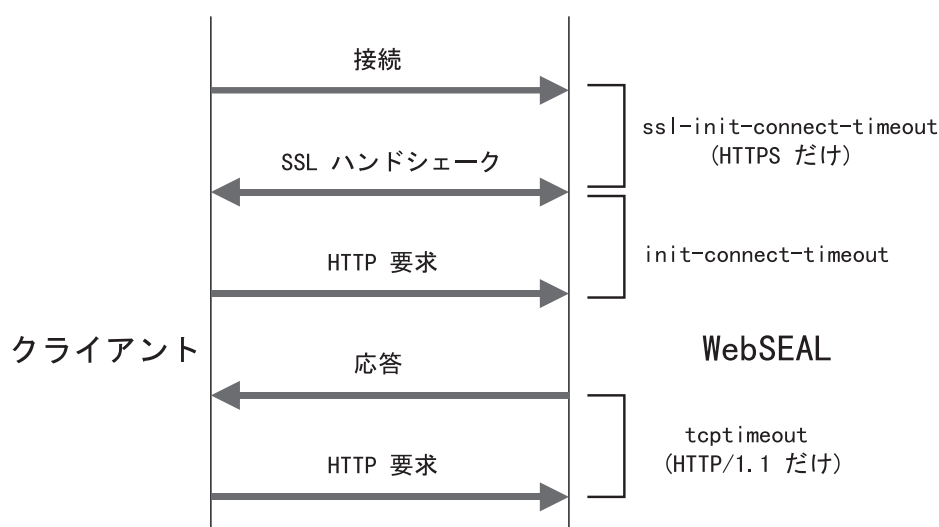 接続
ssl-init-connect-timeout
(HTTPS だけ)
SSL ハンドシェーク
init-connect-timeout
HTTP 要求
クライアント
WebSEAL
応答
tcptimeout
(HTTP/1.1 だけ)
HTTP 要求